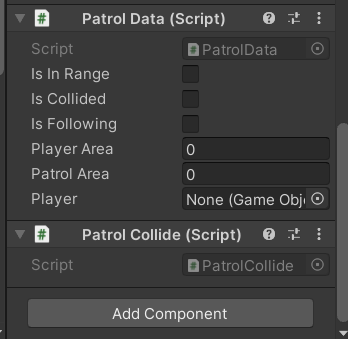 Patrol Data (Script)
Script PatrolData
Is In Range
Is Collided
Is Following
Player Area 0
Patrol Area 0
Player None (Game Obj
Patrol Collide (Script)
Script PatrolCollide
Add Component